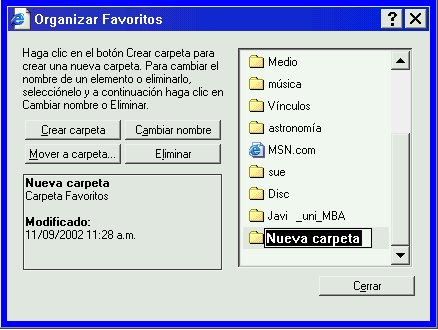 Organizar Favoritos
Haga clic en el botón Crear carpeta para
crear una nueva carpeta. Para cambiar el
nombre de un elemento o eliminarlo,
selecciónelo y a continuación haga clic en
Cambiar nombre o Eliminar.
Crear carpeta
Cambiar nombre
Mover a carpeta...
Eliminar
Nueva carpeta
Carpeta Favoritos
Modificado:
11/09/2002 11:28 a.m.
Medio
música
Vínculos
astronomía
MSN.com
sue
Disc
Javi _uni_MBA
Nueva carpeta
Cerrar